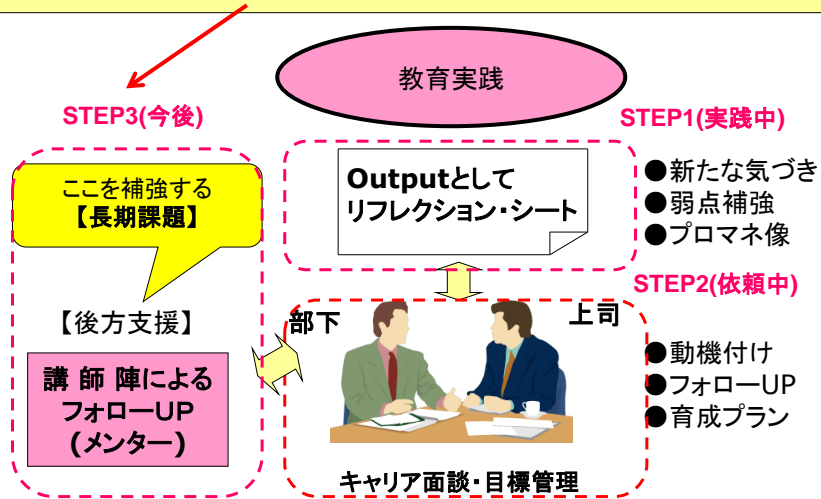 教育実践
STEP3(今後)
STEP1(実践中)
ここを補強する
【長期課題】
Outputとして
リフレクション・シート
●新たな気づき
●弱点補強
●プロマネ像
STEP2(依頼中)
【後方支援】
部下
上司
講 師 陣による
フォローUP
(メンター)
●動機付け
●フォローUP
●育成プラン
キャリア面談・目標管理